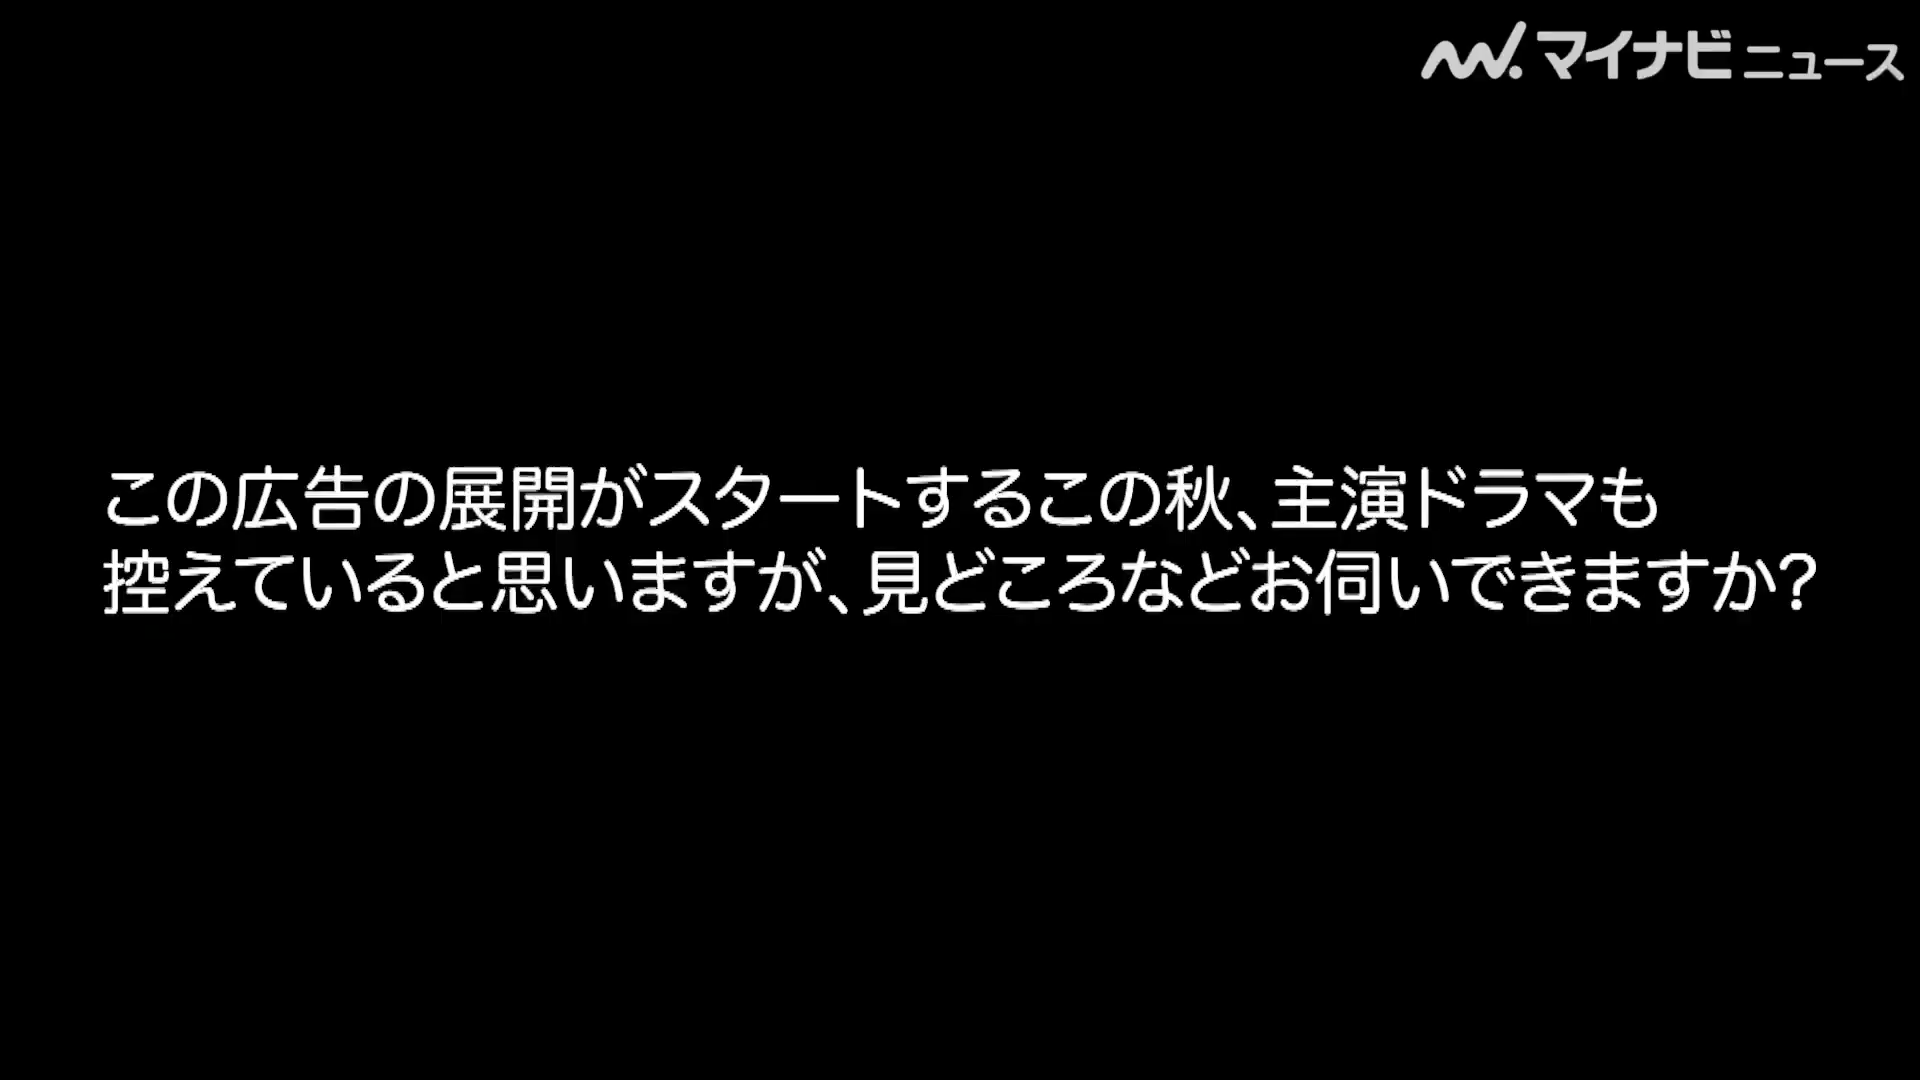 マイナビニュース
この広告の展開がスタートするこの秋、主演ドラマも
控えていると思いますが、見どころなどお伺いできますか?